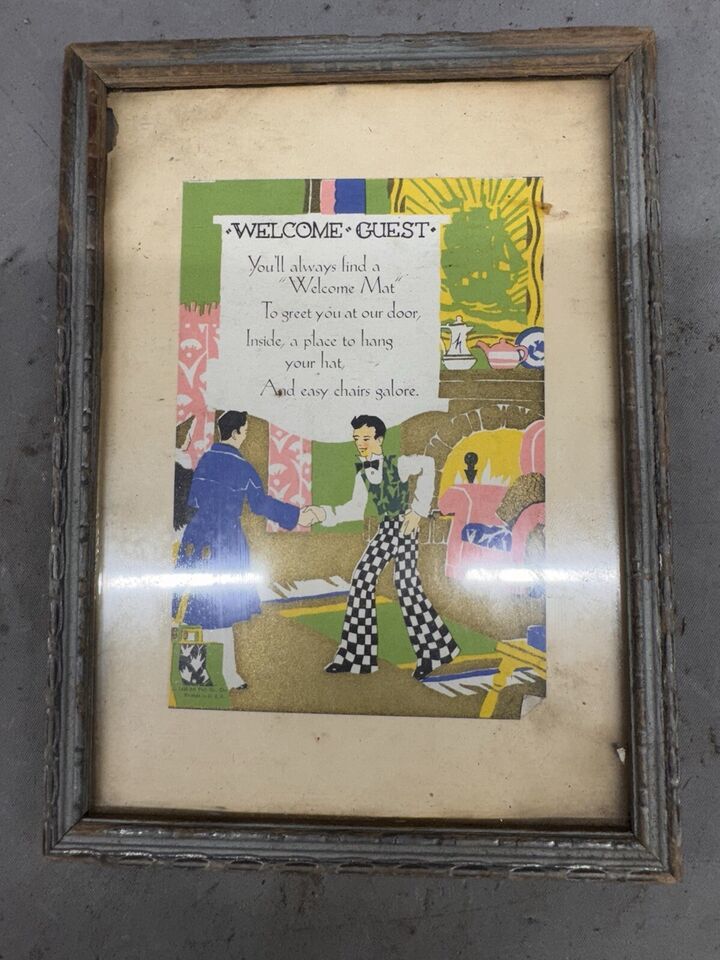 ·WELCOME·GUEST·
You'll always find a
"Welcome Mat"
To greet you at our door,
Inside, a place to hang
your hat,
And easy chairs galore.